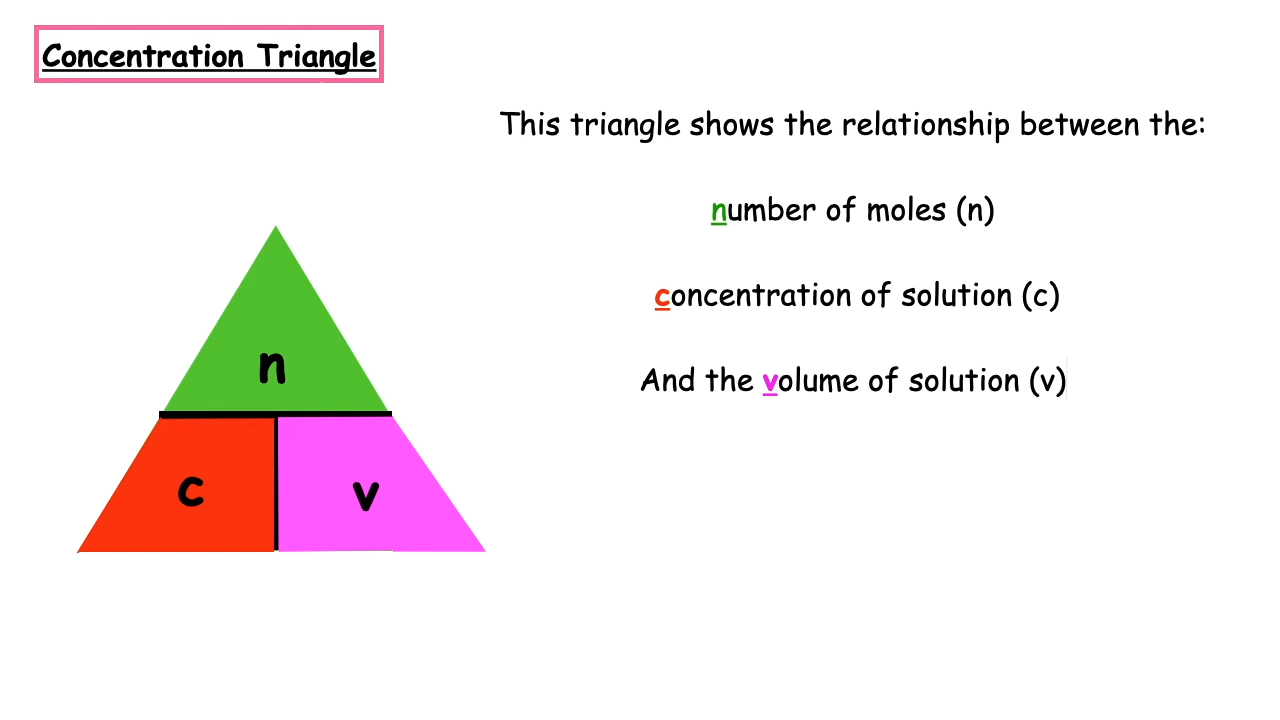 Concentration Triangle
This triangle shows the relationship between the:
number of moles (n)
concentration of solution (c)
And the volume of solution (v)
n
c
v